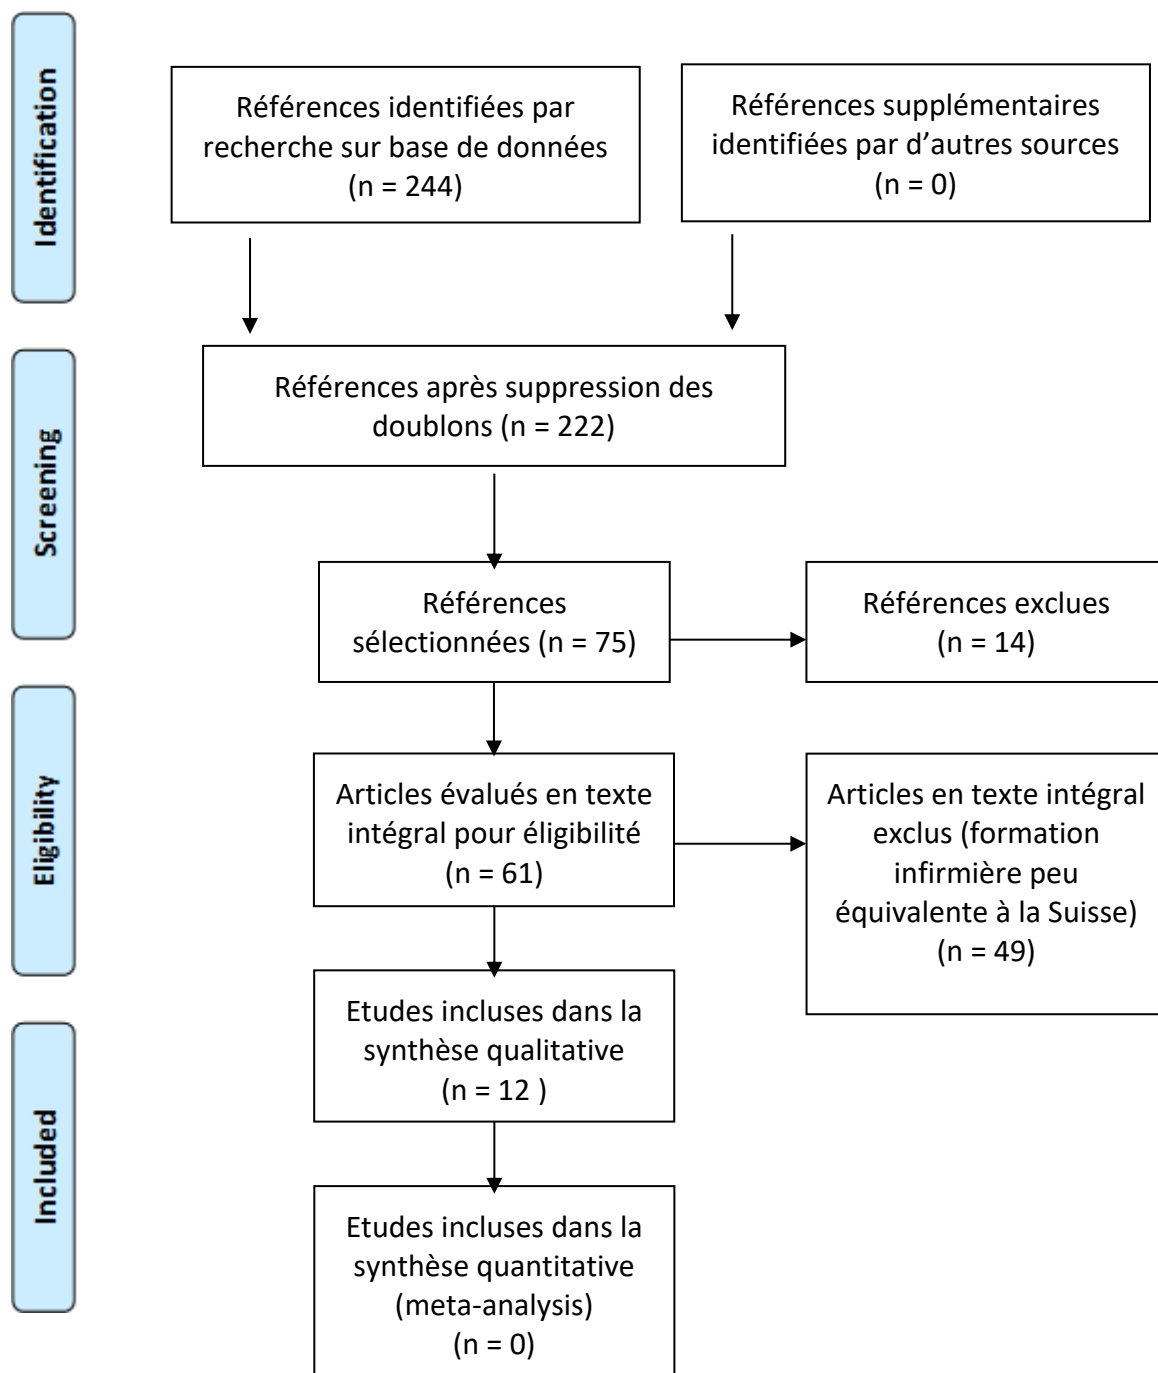 Identification
Références identifiées par
recherche sur base de données
(n = 244)
Références supplémentaires
identifiées par d’autres sources
(n = 0)
Screening
Références après suppression des
doublons (n = 222)
Références
sélectionnées (n = 75)
Références exclues
(n = 14)
Eligibility
Articles évalués en texte
intégral pour éligibilité
(n = 61)
Articles en texte intégral
exclus (formation
infirmière peu
équivalente à la Suisse)
(n = 49)
Included
Etudes incluses dans la
synthèse qualitative
(n = 12 )
Etudes incluses dans la
synthèse quantitative
(meta-analysis)
(n = 0)